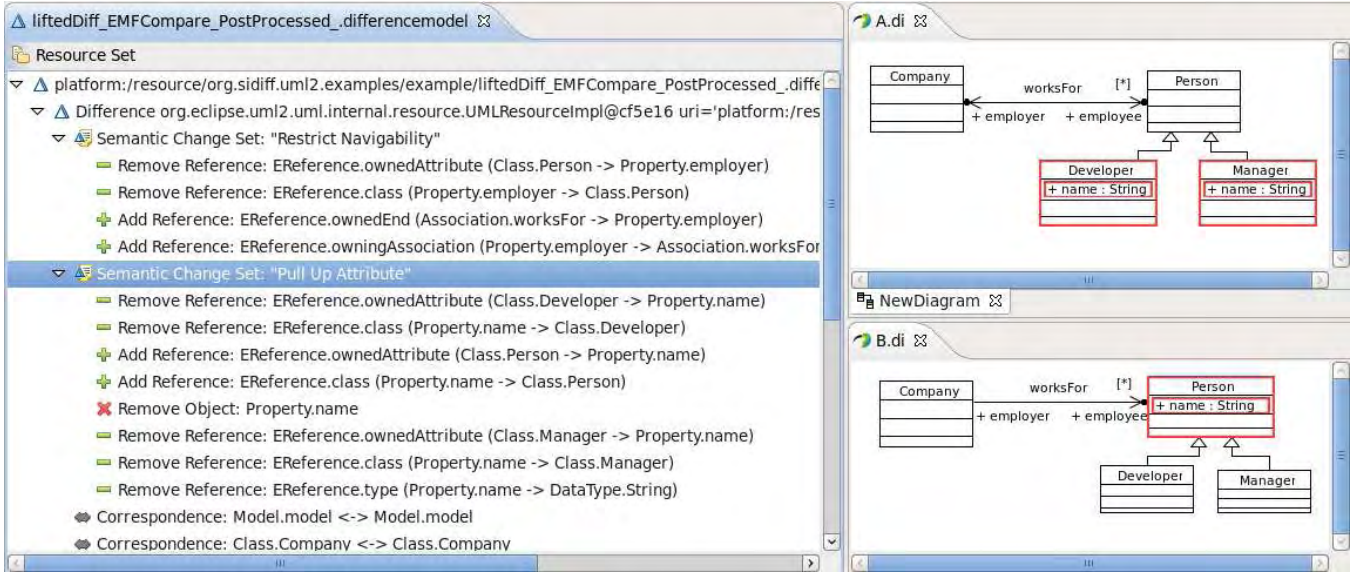 liftedDiff_EMFCompare_PostProcessed_.differencemodel
Resource Set
platform:/resource/org.sidiff.uml2.examples/example/liftedDiff_EMFCompare_PostProcessed_.diffe
Difference org.eclipse.uml2.uml.internal.resource.UMLResourceImpl@cf5e16 uri='platform:/res
Semantic Change Set: "Restrict Navigability"
Remove Reference: EReference.ownedAttribute (Class.Person -> Property.employer)
Remove Reference: EReference.class (Property.employer -> Class.Person)
Add Reference: EReference.ownedEnd (Association.worksFor -> Property.employer)
Add Reference: EReference.owningAssociation (Property.employer -> Association.worksFor
Semantic Change Set: "Pull Up Attribute"
Remove Reference: EReference.ownedAttribute (Class.Developer -> Property.name)
Remove Reference: EReference.class (Property.name -> Class.Developer)
Add Reference: EReference.ownedAttribute (Class.Person -> Property.name)
Add Reference: EReference.class (Property.name -> Class.Person)
Remove Object: Property.name
Remove Reference: EReference.ownedAttribute (Class.Manager -> Property.name)
Remove Reference: EReference.class (Property.name -> Class.Manager)
Remove Reference: EReference.type (Property.name -> DataType.String)
Correspondence: Model.model <-> Model.model
Correspondence: Class.Company <-> Class.Company
A.di
Company worksFor [*] Person
+ employer + employee
Developer Manager
+ name : String + name : String
NewDiagram
B.di
Company worksFor [*] Person
+ name : String
+ employer + employee
Developer Manager